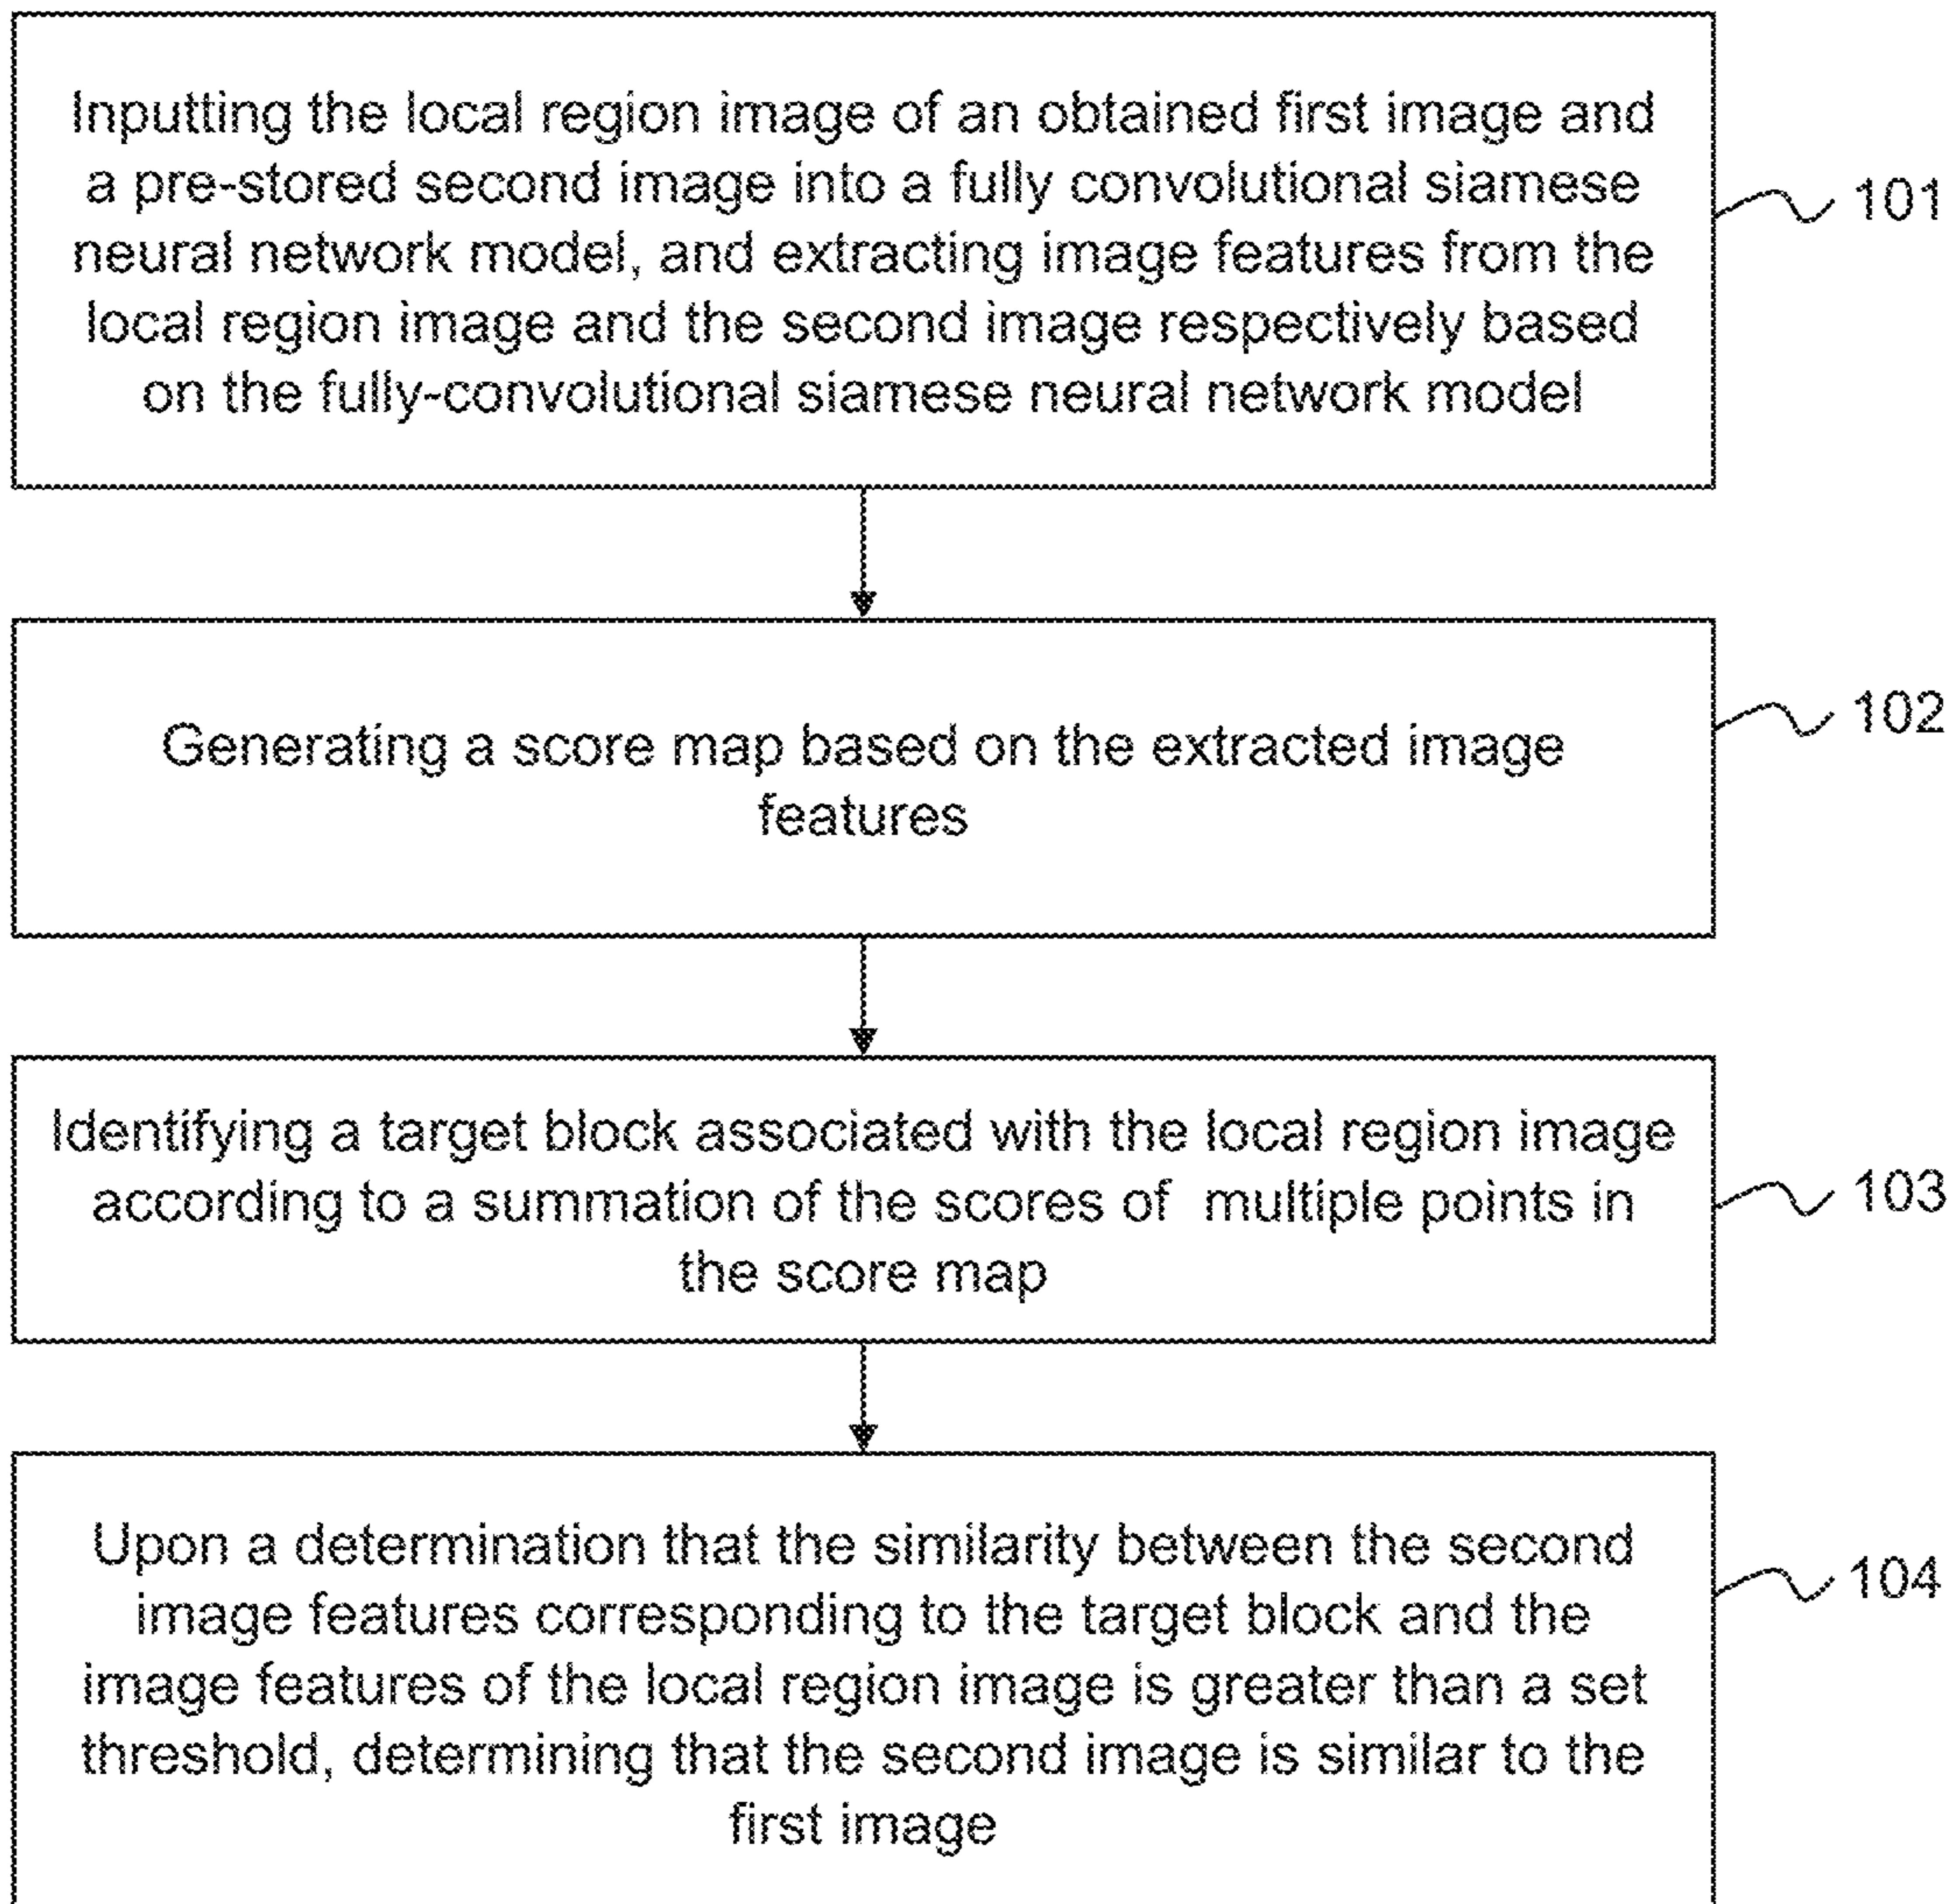 Inputting the local region image of an obtained first image and
a pre-stored second image into a fully convolutional siamese
neural network model, and extracting image features from the
local region image and the second image respectively based
on the fully-convolutional siamese neural network model
101
Generating a score map based on the extracted image
features
102
Identifying a target block associated with the local region image
according to a summation of the scores of multiple points in
the score map
103
Upon a determination that the similarity between the second
image features corresponding to the target block and the
image features of the local region image is greater than a set
threshold, determining that the second image is similar to the
first image
104